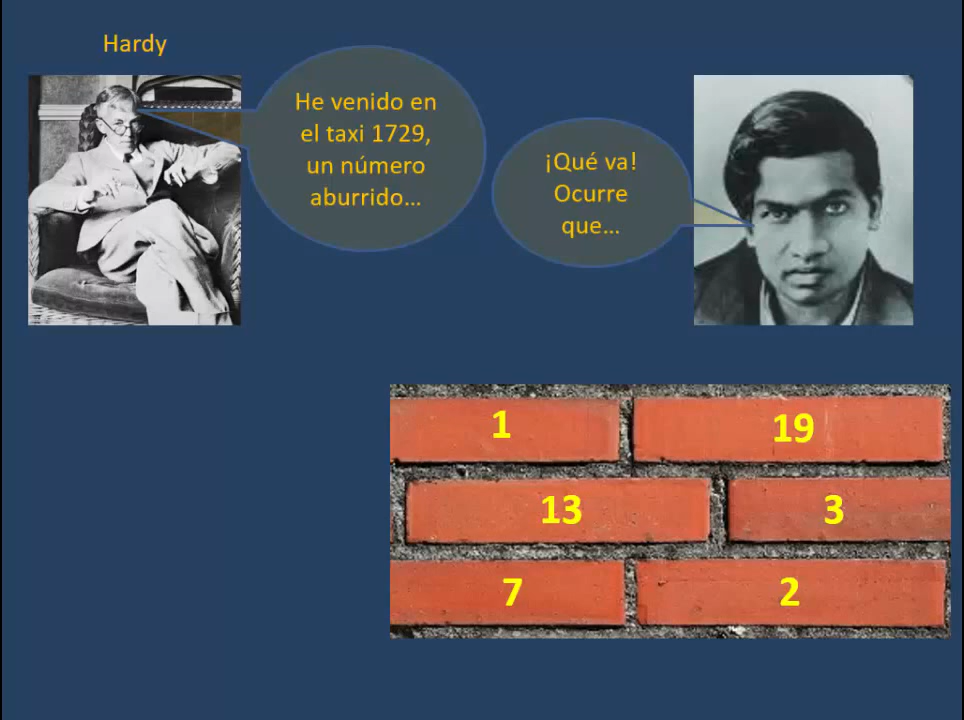 Hardy
He venido en
el taxi 1729,
un número
aburrido...
¡Qué va!
Ocurre
que...
1
19
13
3
7
2